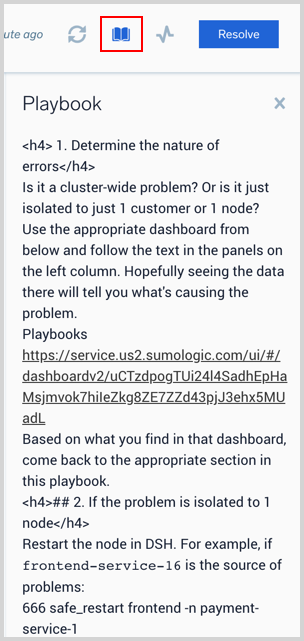 ute ago
Resolve
Playbook
<h4> 1. Determine the nature of
errors</h4>
Is it a cluster-wide problem? Or is it just
isolated to just 1 customer or 1 node?
Use the appropriate dashboard from
below and follow the text in the panels on
the left column. Hopefully seeing the data
there will tell you what's causing the
problem.
Playbooks
https://service.us2.sumologic.com/ui/#/
dashboardv2/uCTzdpogTUi24l4SadhEpHa
Msjmvok7hiIeZkg8ZE7ZZd43pjJ3ehx5MU
adL
Based on what you find in that dashboard,
come back to the appropriate section in
this playbook.
<h4>## 2. If the problem is isolated to 1
node</h4>
Restart the node in DSH. For example, if
frontend-service-16 is the source of
problems:
666 safe_restart frontend -n payment-
service-1